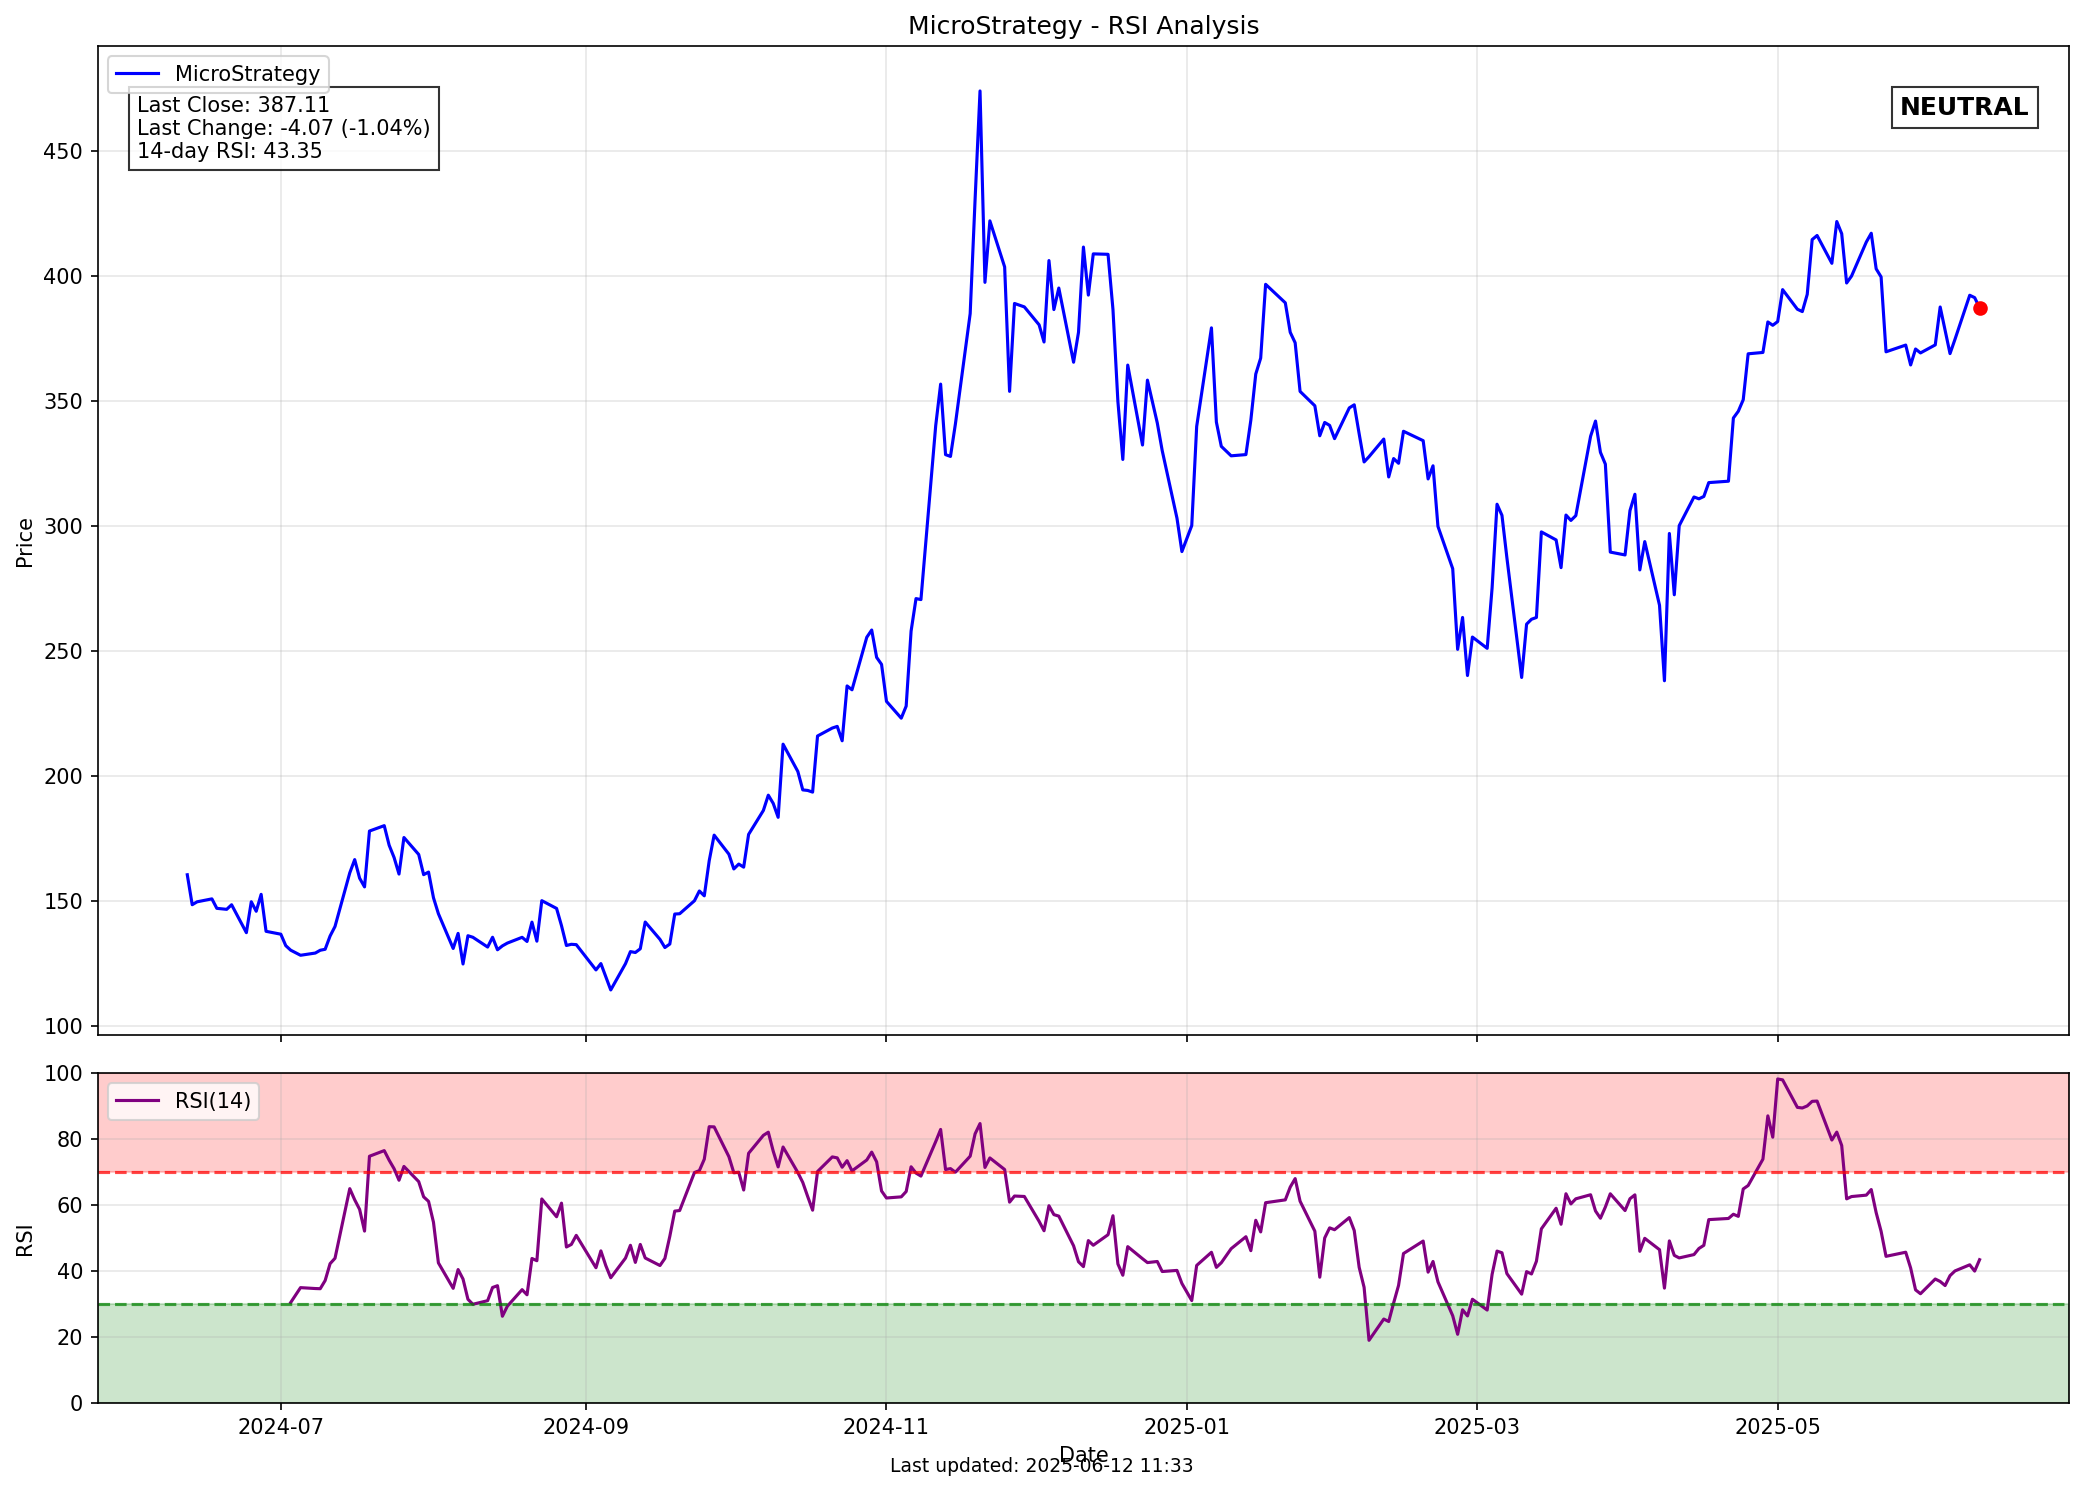 MicroStrategy - RSI Analysis
MicroStrategy
Last Close: 387.11
Last Change: -4.07 (-1.04%)
14-day RSI: 43.35
NEUTRAL
Price
450
400
350
300
250
200
150
100
RSI(14)
RSI
100
80
60
40
20
0
2024-07
2024-09
2024-11
2025-01
2025-03
2025-05
Date
Last updated: 2025-06-12 11:33